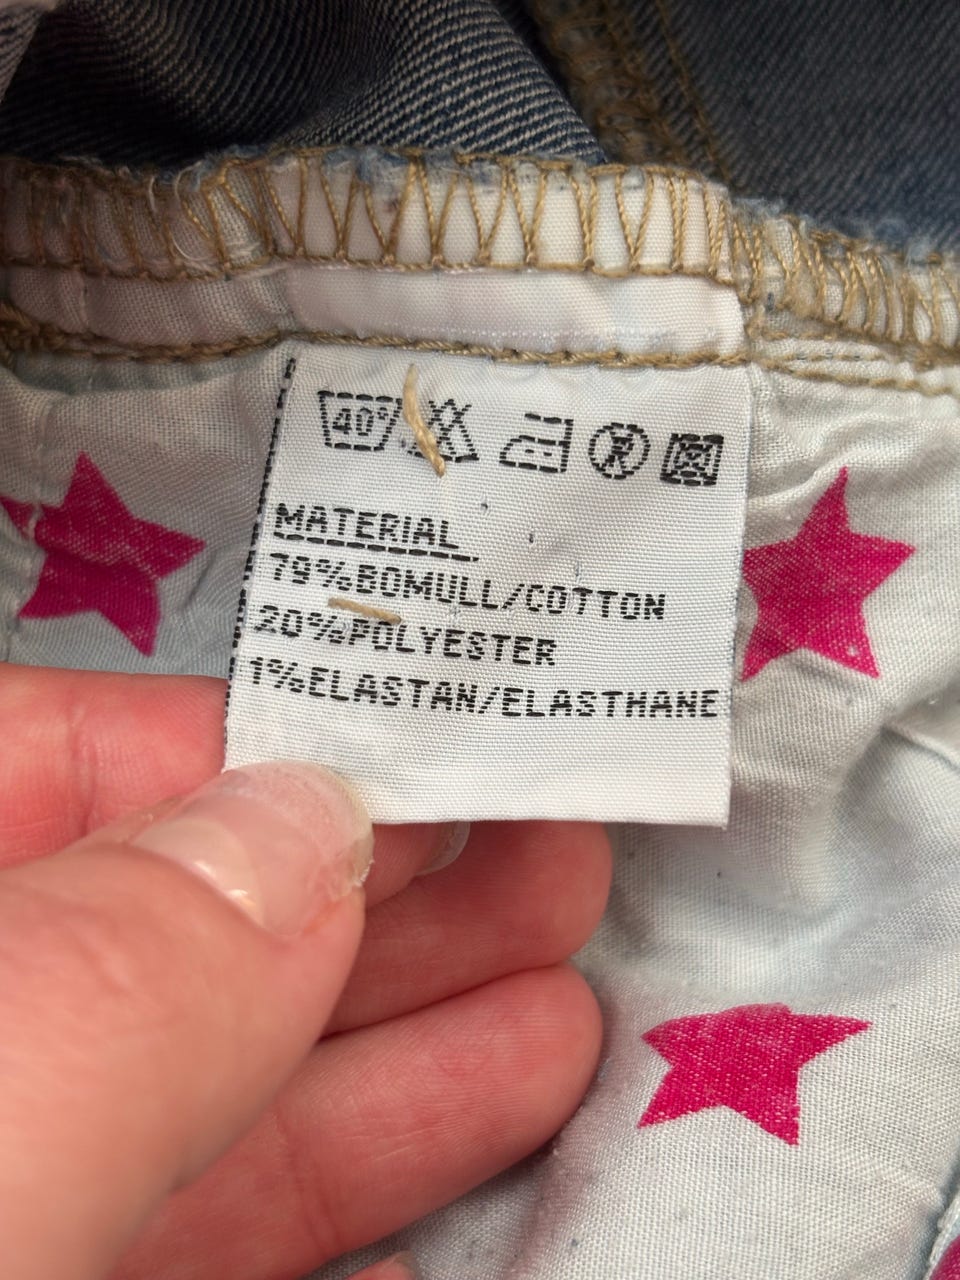 40°
MATERIAL
79%BOMULL/COTTON
20%POLYESTER
1%ELASTAN/ELASTHANE